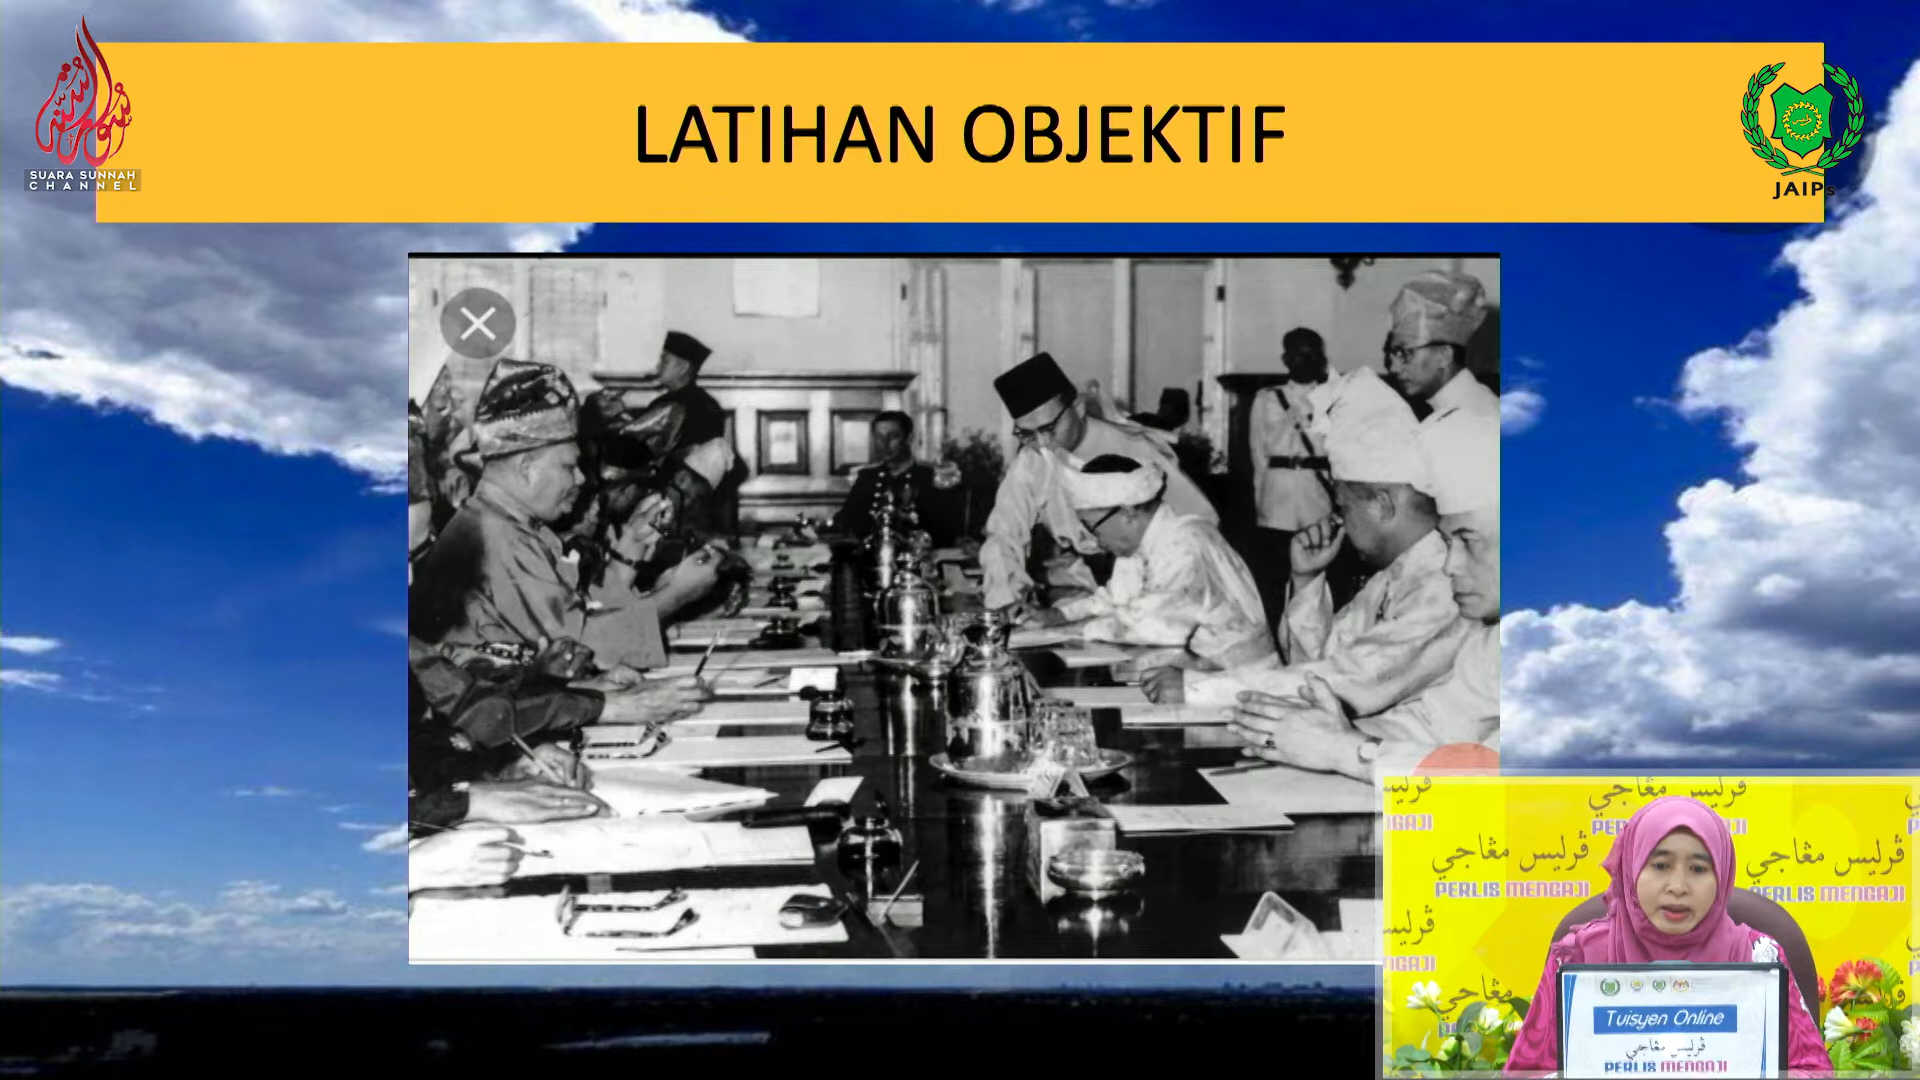 LATIHAN OBJEKTIF
SUARA SUNNAH
CHANNEL
JAIPs
ڤرليس مڠاجي
PERLIS MENGAJI
ڤرليس مڠاجي
PERLIS MENGAJI
Tuisyen Online
ڤرليس مڠاجي
PERLIS MENGAJI